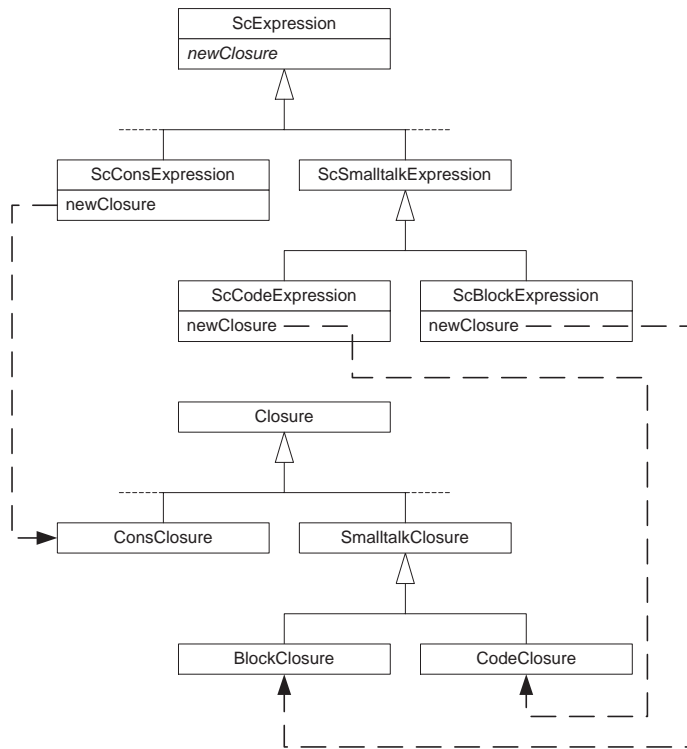 ScExpression
newClosure
ScConsExpression
newClosure
ScSmalltalkExpression
ScCodeExpression
newClosure
ScBlockExpression
newClosure
Closure
ConsClosure
SmalltalkClosure
BlockClosure
CodeClosure